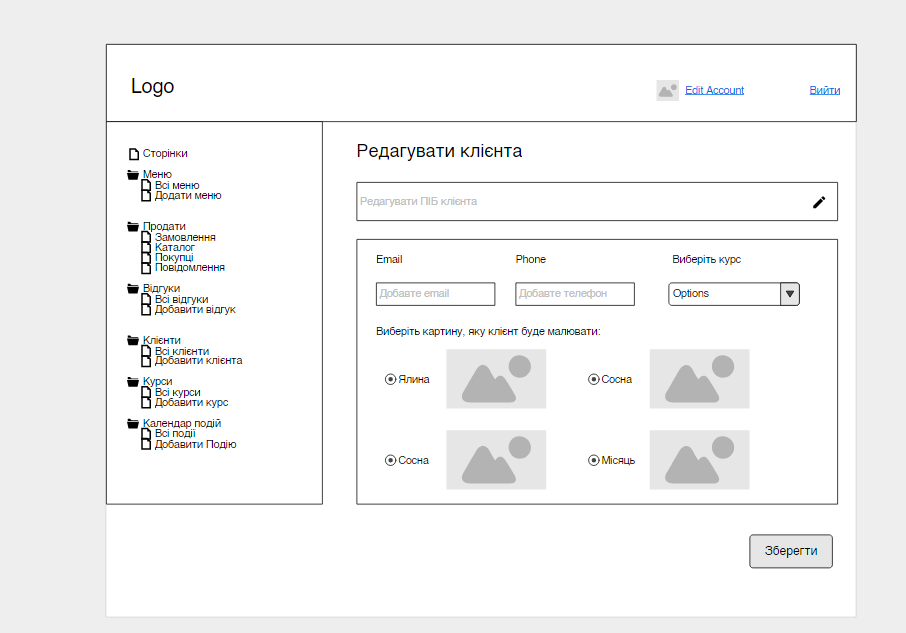 Logo
Edit Account
Вийти
Сторінки
Меню
Всі меню
Додати меню
Продати
Замовлення
Каталог
Покупці
Повідомлення
Відгуки
Всі відгуки
Добавити відгук
Клієнти
Всі клієнти
Добавити клієнта
Курси
Всі курси
Добавити курс
Календар подій
Всі події
Добавити Подію
Редагувати клієнта
Редагувати ПІБ клієнта
Email
Phone
Виберіть курс
Добавте email
Добавте телефон
Options
Виберіть картину, яку клієнт буде малювати:
Ялина
Сосна
Сосна
Місяць
Зберегти